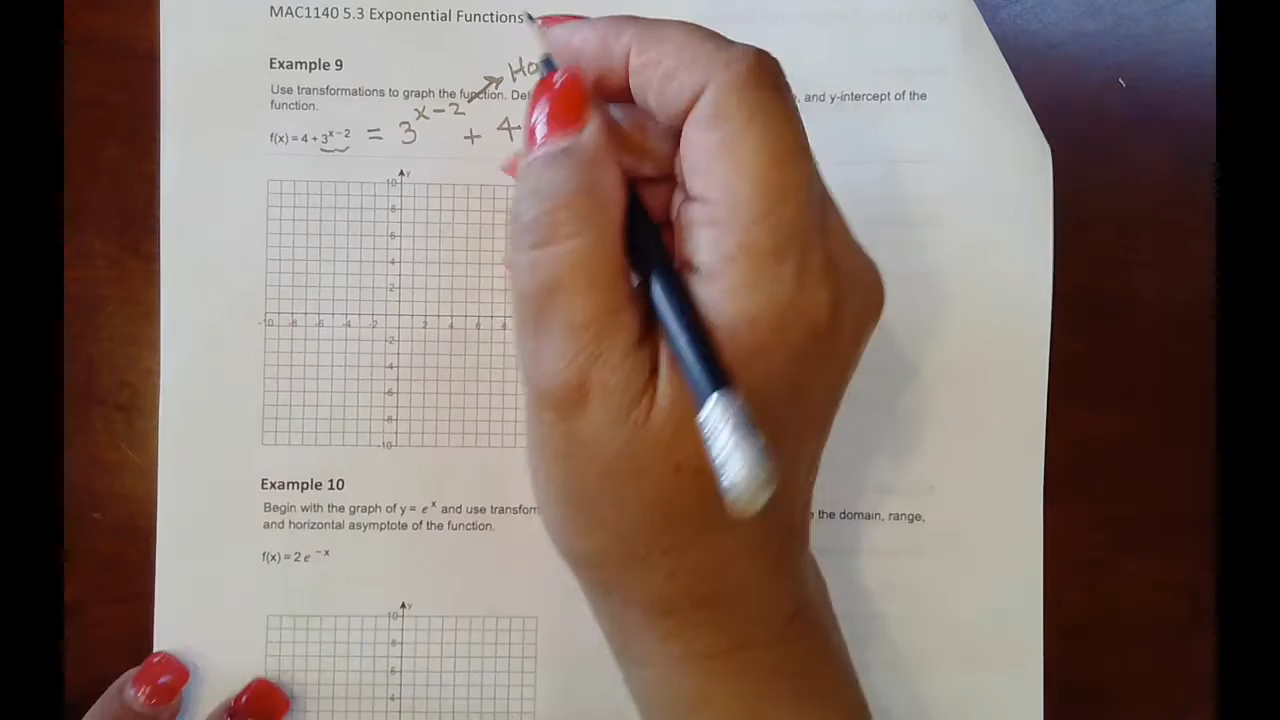 MAC1140 5.3 Exponential Functions
Example 9
Ho
Use transformations to graph the function. De , and y-intercept of the
function.
f(x) = 4 + 3^{x-2} = 3^{x-2} + 4
y
10
8
6
4
2
-10 -8 -6 -4 -2 2 4 6
-2
-4
-6
-8
-10
Example 10
Begin with the graph of y = e^x and use transform the domain, range,
and horizontal asymptote of the function.
f(x) = 2 e^{-x}
y
10
8
6
4